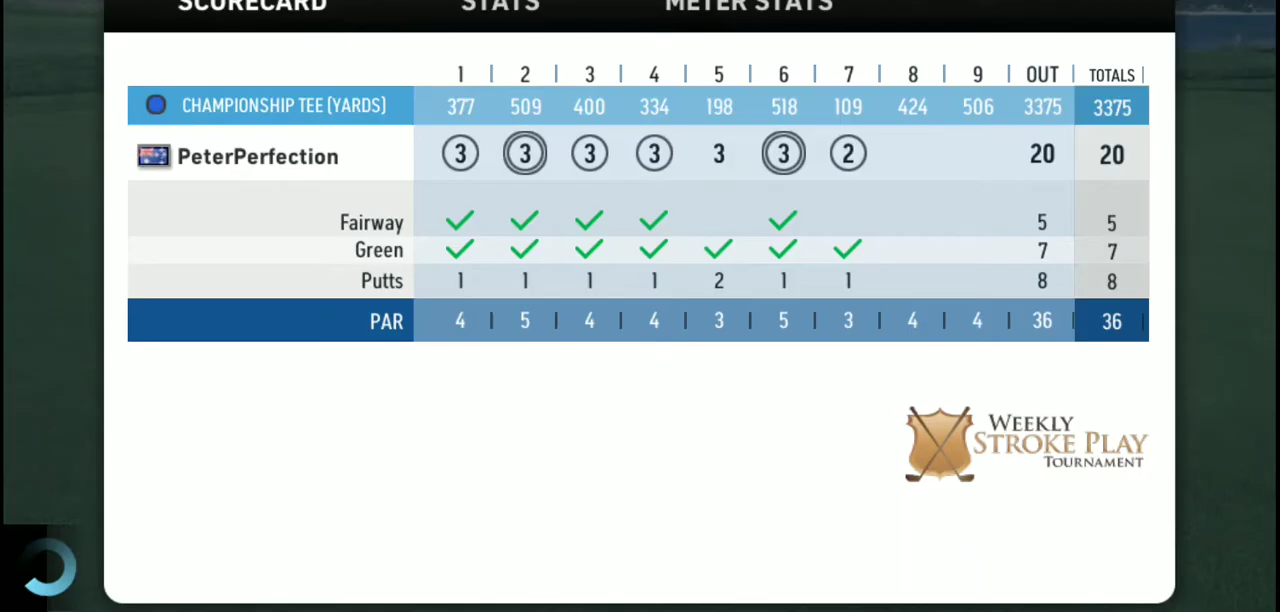 SCORECARD STATS METER STATS
1 | 2 | 3 | 4 | 5 | 6 | 7 | 8 | 9 | OUT | TOTALS |
CHAMPIONSHIP TEE (YARDS) 377 509 400 334 198 518 109 424 506 3375 3375
PeterPerfection 3 3 3 3 3 3 2 20 20
Fairway 5 5
Green 7 7
Putts 1 1 1 1 2 1 1 8 8
PAR 4 | 5 | 4 | 4 | 3 | 5 | 3 | 4 | 4 | 36 | 36 |
WEEKLY
STROKE PLAY
TOURNAMENT